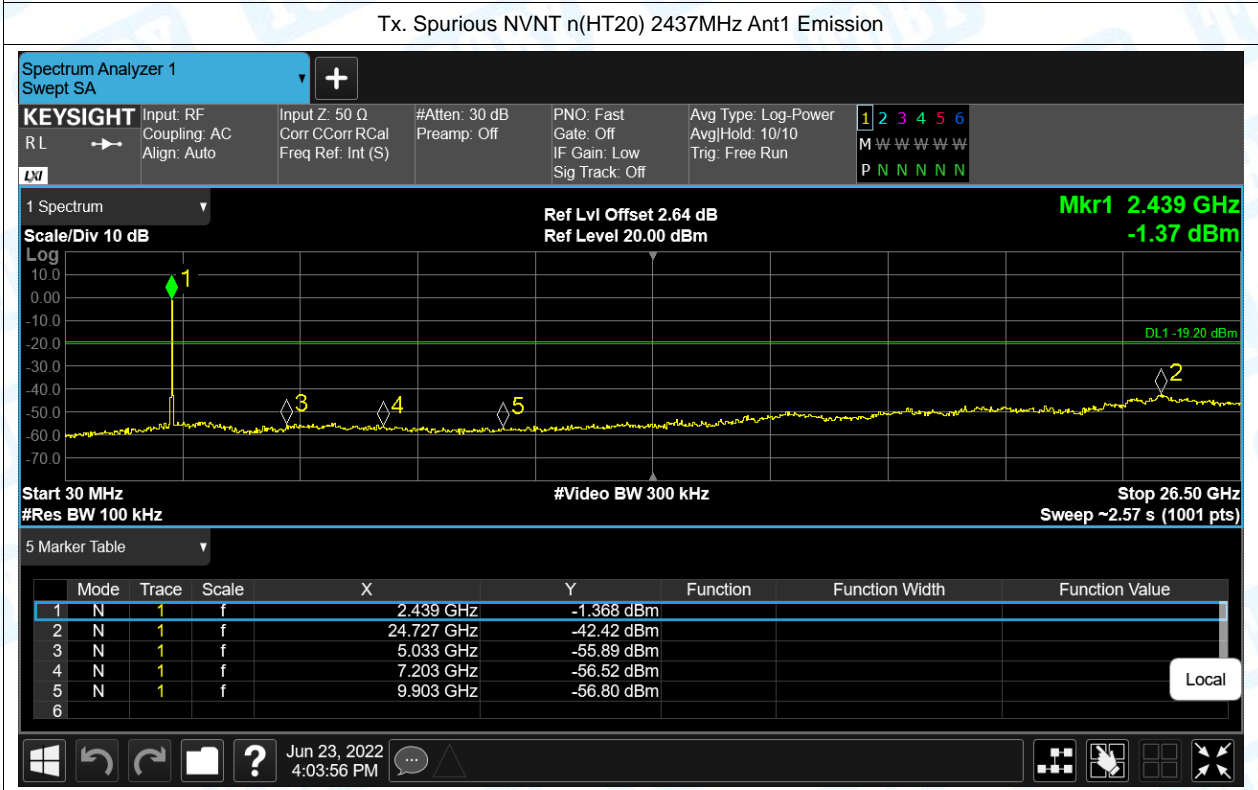 Tx. Spurious NVNT n(HT20) 2437MHz Ant1 Emission
Spectrum Analyzer 1
Swept SA
KEYSIGHT
RL
LXI
Input: RF
Coupling: AC
Align: Auto
Input Z: 50 Ω
Corr CCorr RCal
Freq Ref: Int (S)
#Atten: 30 dB
Preamp: Off
PNO: Fast
Gate: Off
IF Gain: Low
Sig Track: Off
Avg Type: Log-Power
Avg|Hold: 10/10
Trig: Free Run
1 2 3 4 5 6
M W W W W W
P N N N N N
1 Spectrum
Scale/Div 10 dB
Ref Lvl Offset 2.64 dB
Ref Level 20.00 dBm
Mkr1 2.439 GHz
-1.37 dBm
Log
10.0
0.00
-10.0
-20.0
-30.0
-40.0
-50.0
-60.0
-70.0
1
DL1 -19.20 dBm
2
3
4
5
Start 30 MHz
#Res BW 100 kHz
#Video BW 300 kHz
Stop 26.50 GHz
Sweep ~2.57 s (1001 pts)
5 Marker Table
Mode Trace Scale X Y Function Function Width Function Value
1 N 1 f 2.439 GHz -1.368 dBm
2 N 1 f 24.727 GHz -42.42 dBm
3 N 1 f 5.033 GHz -55.89 dBm
4 N 1 f 7.203 GHz -56.52 dBm
5 N 1 f 9.903 GHz -56.80 dBm
6
Local
?
Jun 23, 2022
4:03:56 PM